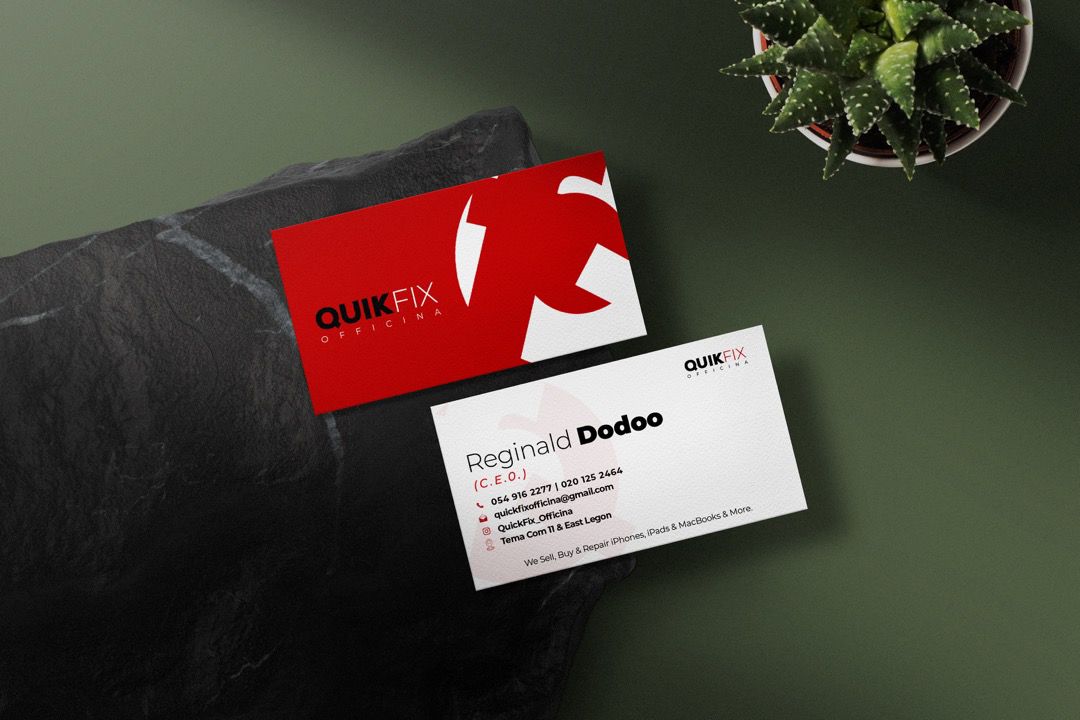 QUIKFIX
OFFICINA
QUIKFIX
OFFICINA
Reginald Dodoo
(C.E.O.)
054 916 2277 | 020 125 2464
quickfixofficina@gmail.com
QuickFix_Officina
Tema Com 11 & East Legon
We Sell, Buy & Repair iPhones, iPads & MacBooks & More.